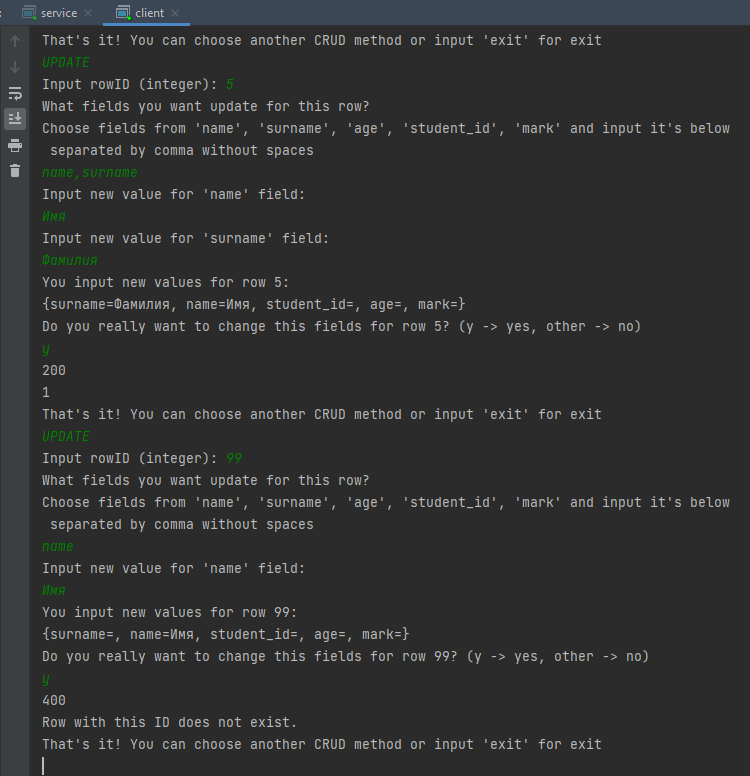 service
client
That's it! You can choose another CRUD method or input 'exit' for exit
UPDATE
Input rowID (integer): 5
What fields you want update for this row?
Choose fields from 'name', 'surname', 'age', 'student_id', 'mark' and input it's below
separated by comma without spaces
name,surname
Input new value for 'name' field:
Имя
Input new value for 'surname' field:
Фамилия
You input new values for row 5:
{surname=Фамилия, name=Имя, student_id=, age=, mark=}
Do you really want to change this fields for row 5? (y -> yes, other -> no)
y
200
1
That's it! You can choose another CRUD method or input 'exit' for exit
UPDATE
Input rowID (integer): 99
What fields you want update for this row?
Choose fields from 'name', 'surname', 'age', 'student_id', 'mark' and input it's below
separated by comma without spaces
name
Input new value for 'name' field:
Имя
You input new values for row 99:
{surname=, name=Имя, student_id=, age=, mark=}
Do you really want to change this fields for row 99? (y -> yes, other -> no)
y
400
Row with this ID does not exist.
That's it! You can choose another CRUD method or input 'exit' for exit